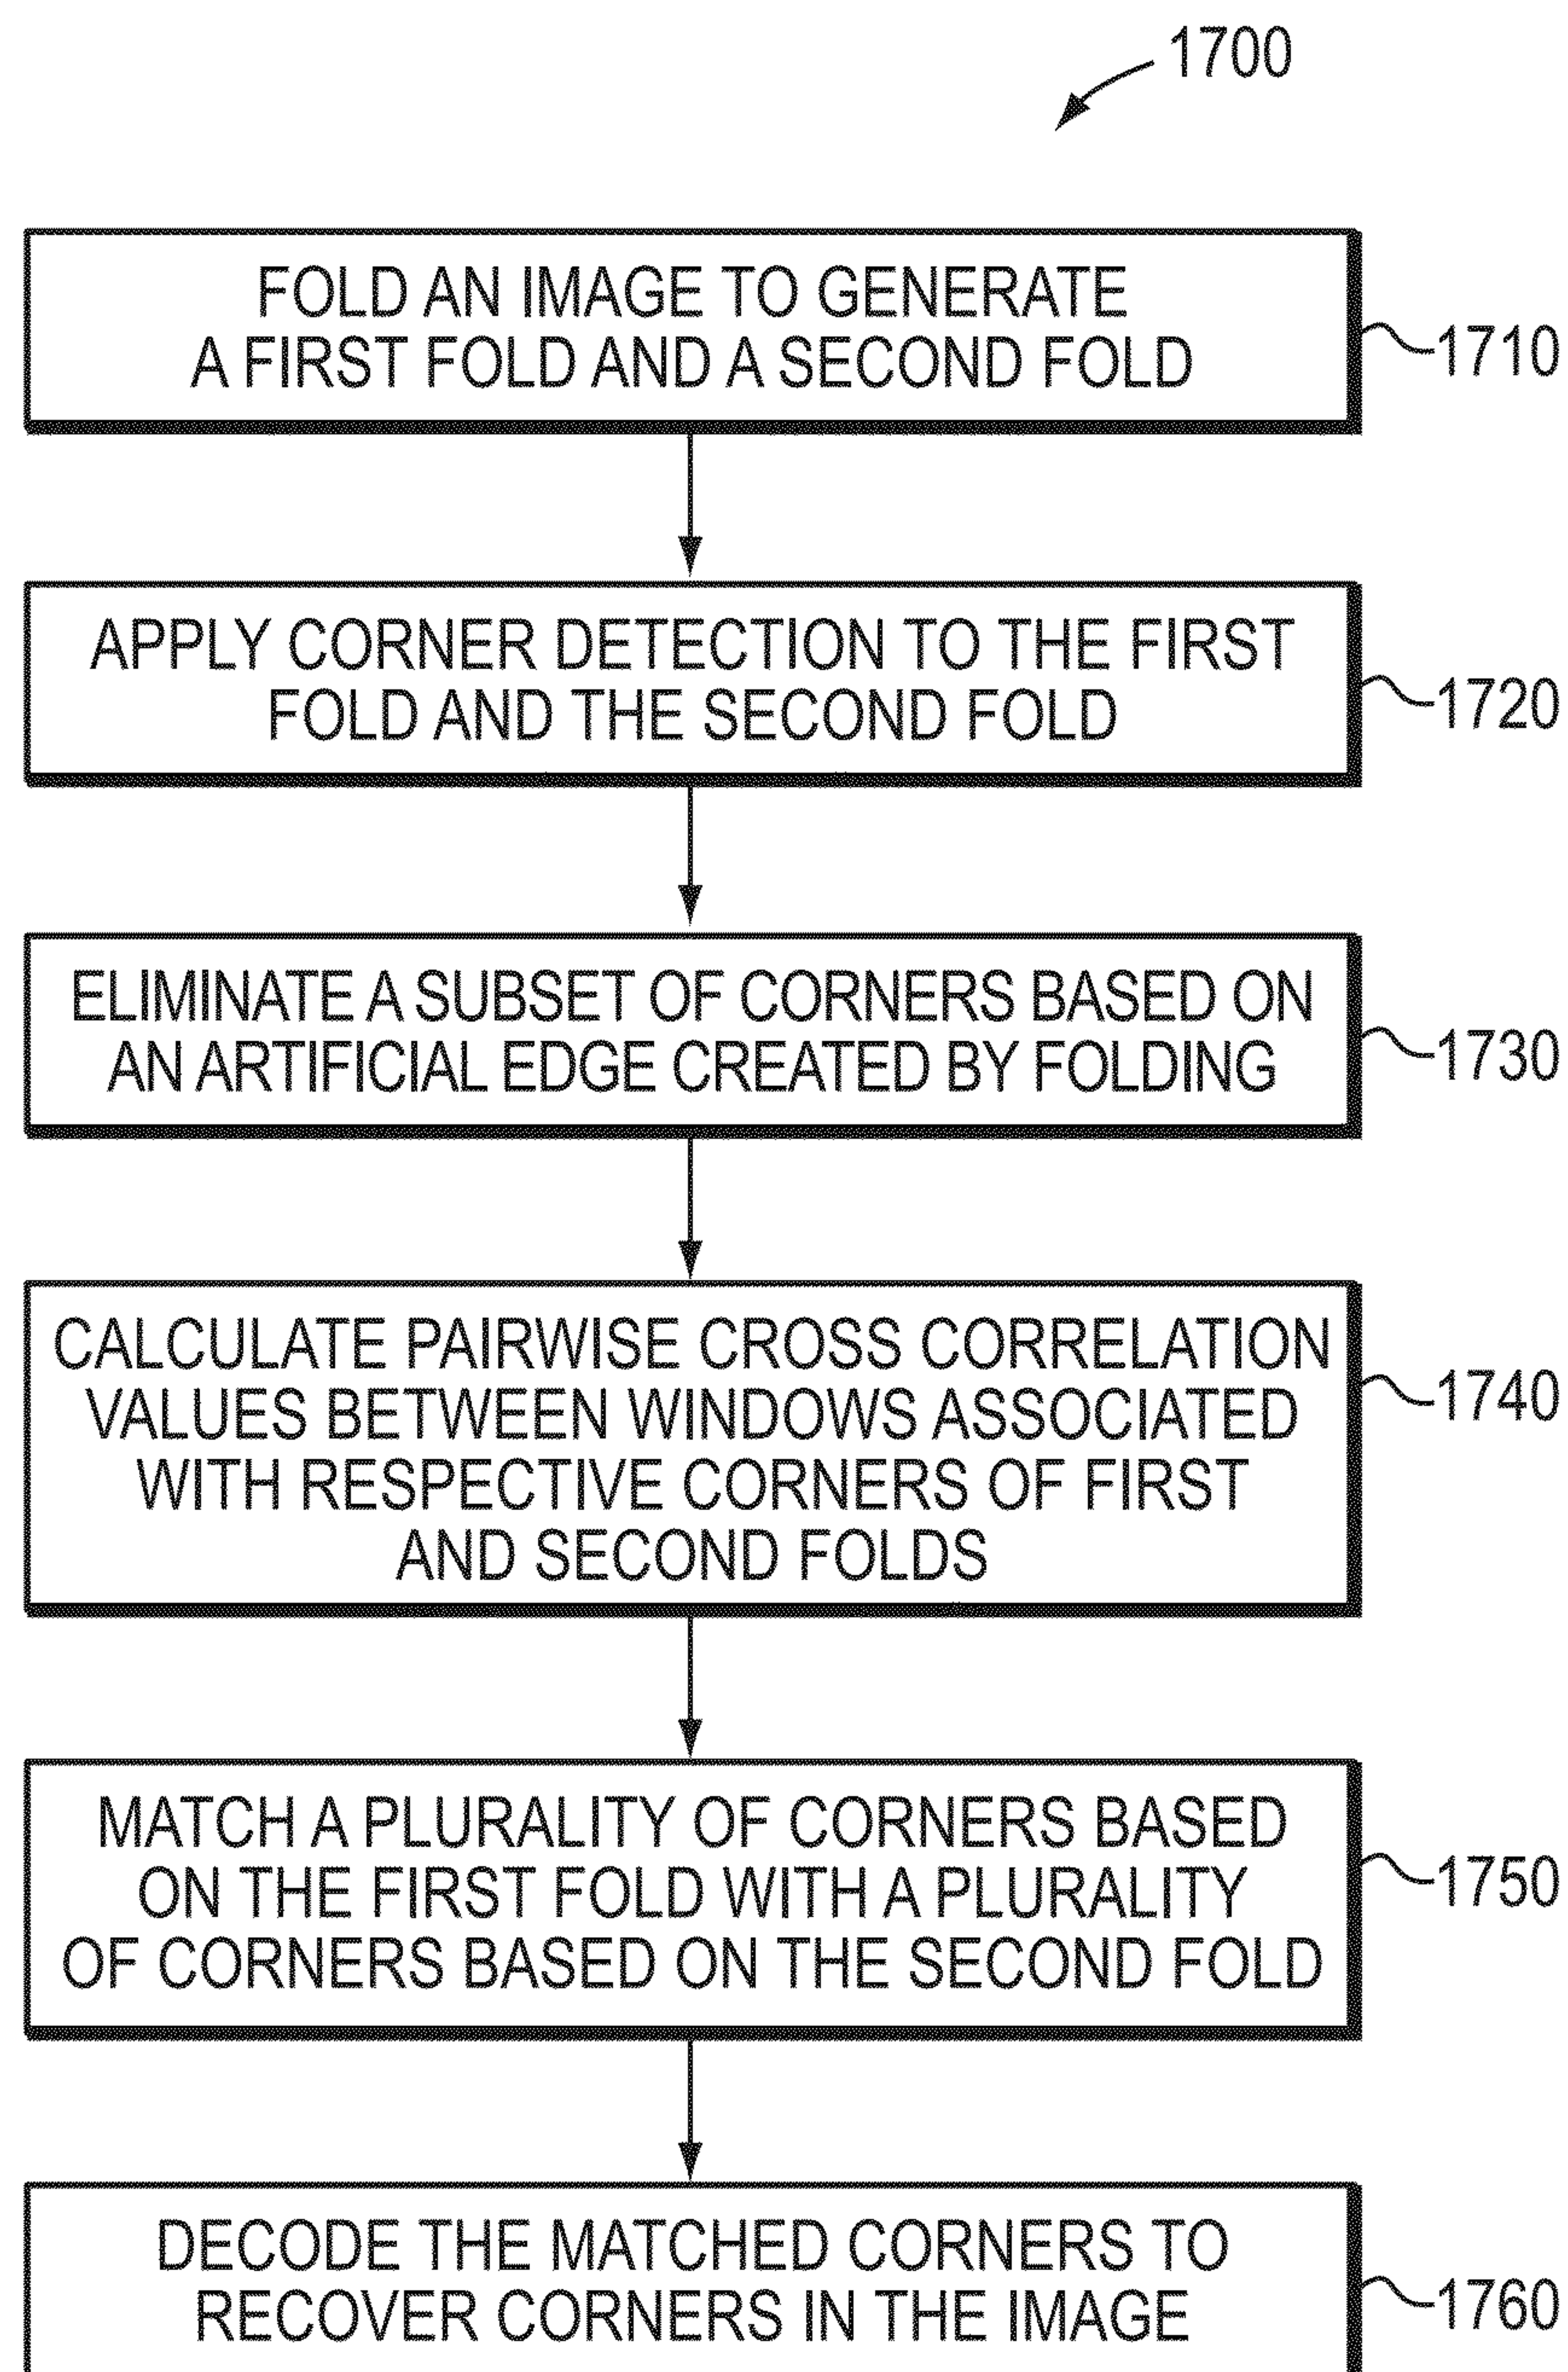 1700
FOLD AN IMAGE TO GENERATE
A FIRST FOLD AND A SECOND FOLD
1710
APPLY CORNER DETECTION TO THE FIRST
FOLD AND THE SECOND FOLD
1720
ELIMINATE A SUBSET OF CORNERS BASED ON
AN ARTIFICIAL EDGE CREATED BY FOLDING
1730
CALCULATE PAIRWISE CROSS CORRELATION
VALUES BETWEEN WINDOWS ASSOCIATED
WITH RESPECTIVE CORNERS OF FIRST
AND SECOND FOLDS
1740
MATCH A PLURALITY OF CORNERS BASED
ON THE FIRST FOLD WITH A PLURALITY
OF CORNERS BASED ON THE SECOND FOLD
1750
DECODE THE MATCHED CORNERS TO
RECOVER CORNERS IN THE IMAGE
1760